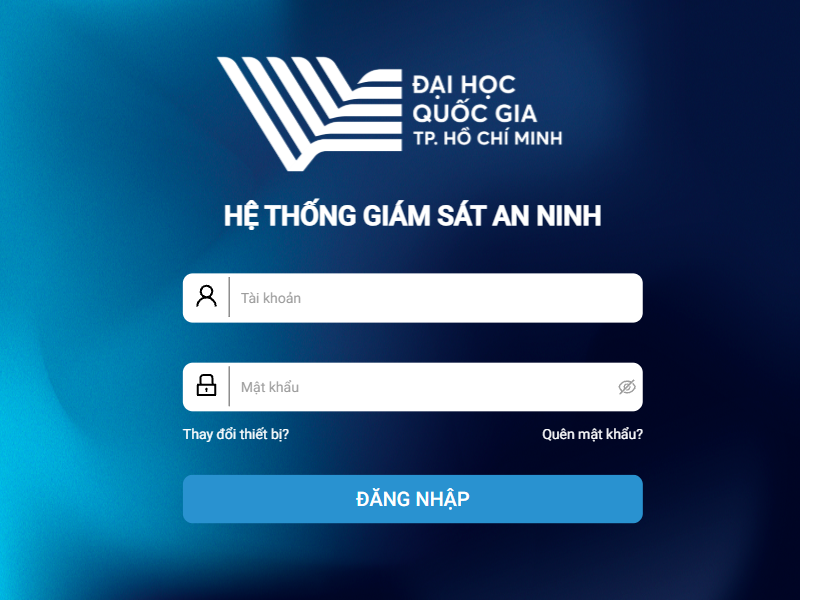 ĐẠI HỌC
QUỐC GIA
TP. HỒ CHÍ MINH
HỆ THỐNG GIÁM SÁT AN NINH
Tài khoản
Mật khẩu
Thay đổi thiết bị? Quên mật khẩu?
ĐĂNG NHẬP